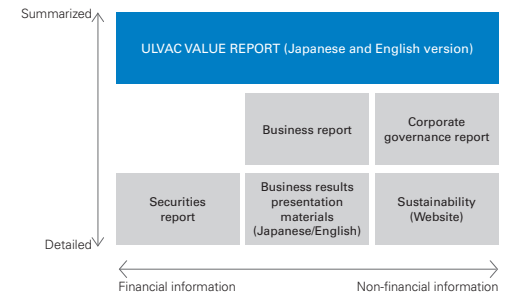 Summarized
ULVAC VALUE REPORT (Japanese and English version)
Business report
Corporate
governance report
Securities
report
Business results
presentation
materials
(Japanese/English)
Sustainability
(Website)
Detailed
Financial information
Non-financial information